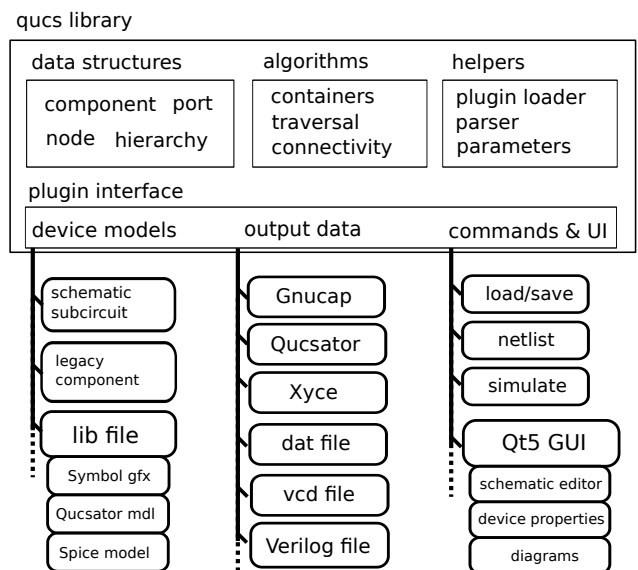 qucs library
data structures
component port
node hierarchy
algorithms
containers
traversal
connectivity
helpers
plugin loader
parser
parameters
plugin interface
device models
output data
commands & UI
schematic
subcircuit
legacy
component
lib file
Symbol gfx
Qucsator mdl
Spice model
Gnucap
Qucsator
Xyce
dat file
vcd file
Verilog file
load/save
netlist
simulate
Qt5 GUI
schematic editor
device properties
diagrams